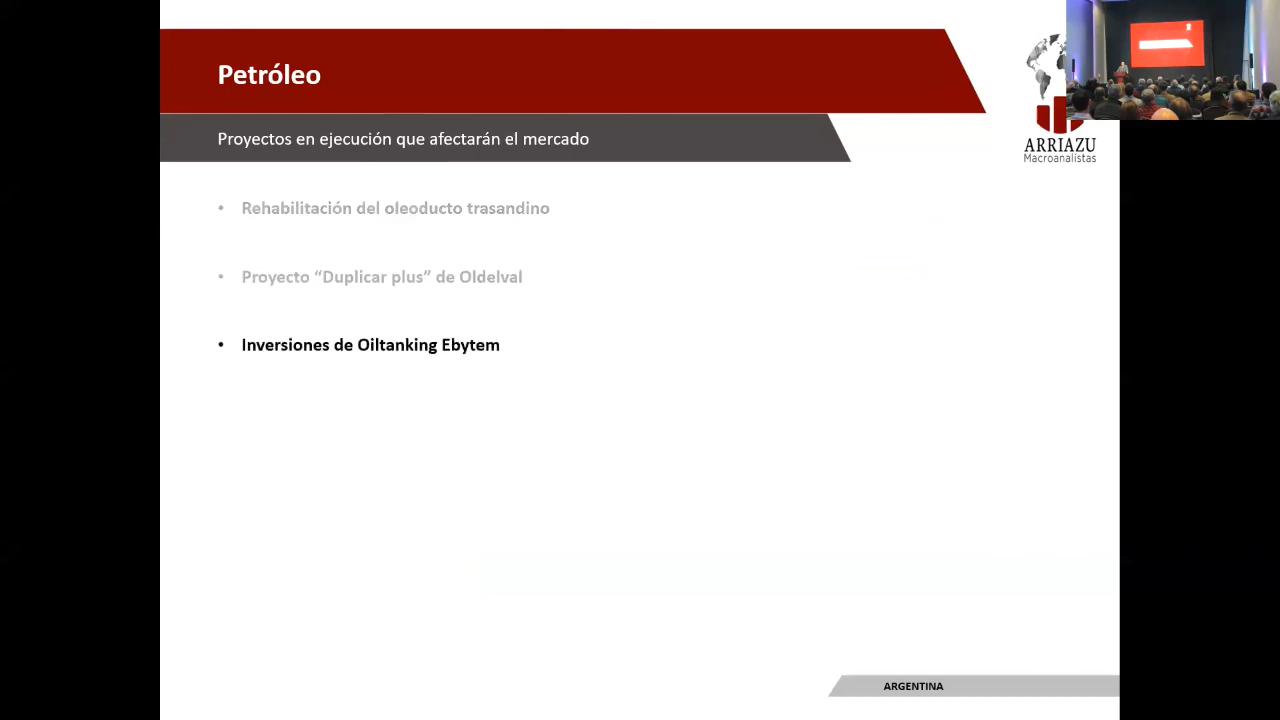 Petróleo
Proyectos en ejecución que afectarán el mercado
ARRIAZU
Macroanalistas
• Rehabilitación del oleoducto trasandino
• Proyecto “Duplicar plus” de Oldelval
• Inversiones de Oiltanking Ebytem
ARGENTINA